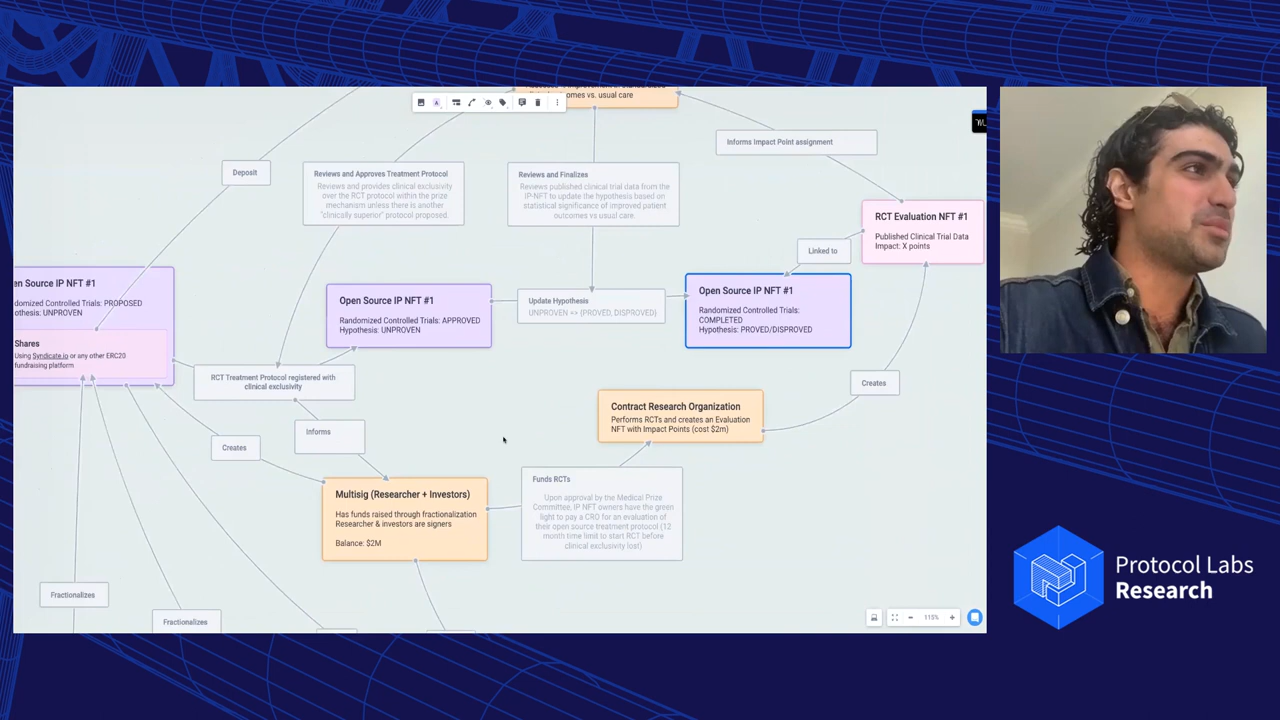 omes vs. usual care
Informs Impact Point assignment
Deposit
Reviews and Approves Treatment Protocol
Reviews and provides clinical exclusivity
over the RCT protocol within the prize
mechanism unless there is another
"clinically superior" protocol proposed.
Reviews and Finalizes
Reviews published clinical trial data from the
IP-NFT to update the hypothesis based on
statistical significance of improved patient
outcomes vs usual care.
RCT Evaluation NFT #1
Published Clinical Trial Data
Impact: X points
Linked to
en Source IP NFT #1
domized Controlled Trials: PROPOSED
othesis: UNPROVEN
Shares
Using Syndicate.io or any other ERC20
fundraising platform
Open Source IP NFT #1
Randomized Controlled Trials: APPROVED
Hypothesis: UNPROVEN
Update Hypothesis
UNPROVEN => {PROVED, DISPROVED}
Open Source IP NFT #1
Randomized Controlled Trials:
COMPLETED
Hypothesis: PROVED/DISPROVED
RCT Treatment Protocol registered with
clinical exclusivity
Creates
Contract Research Organization
Performs RCTs and creates an Evaluation
NFT with Impact Points (cost $2m)
Informs
Creates
Multisig (Researcher + Investors)
Has funds raised through fractionalization
Researcher & investors are signers
Balance: $2M
Funds RCTs
Upon approval by the Medical Prize
Committee, IP NFT owners have the green
light to pay a CRO for an evaluation of
their open source treatment protocol (12
month time limit to start RCT before
clinical exclusivity lost)
Fractionalizes
Fractionalizes
115%
Protocol Labs
Research